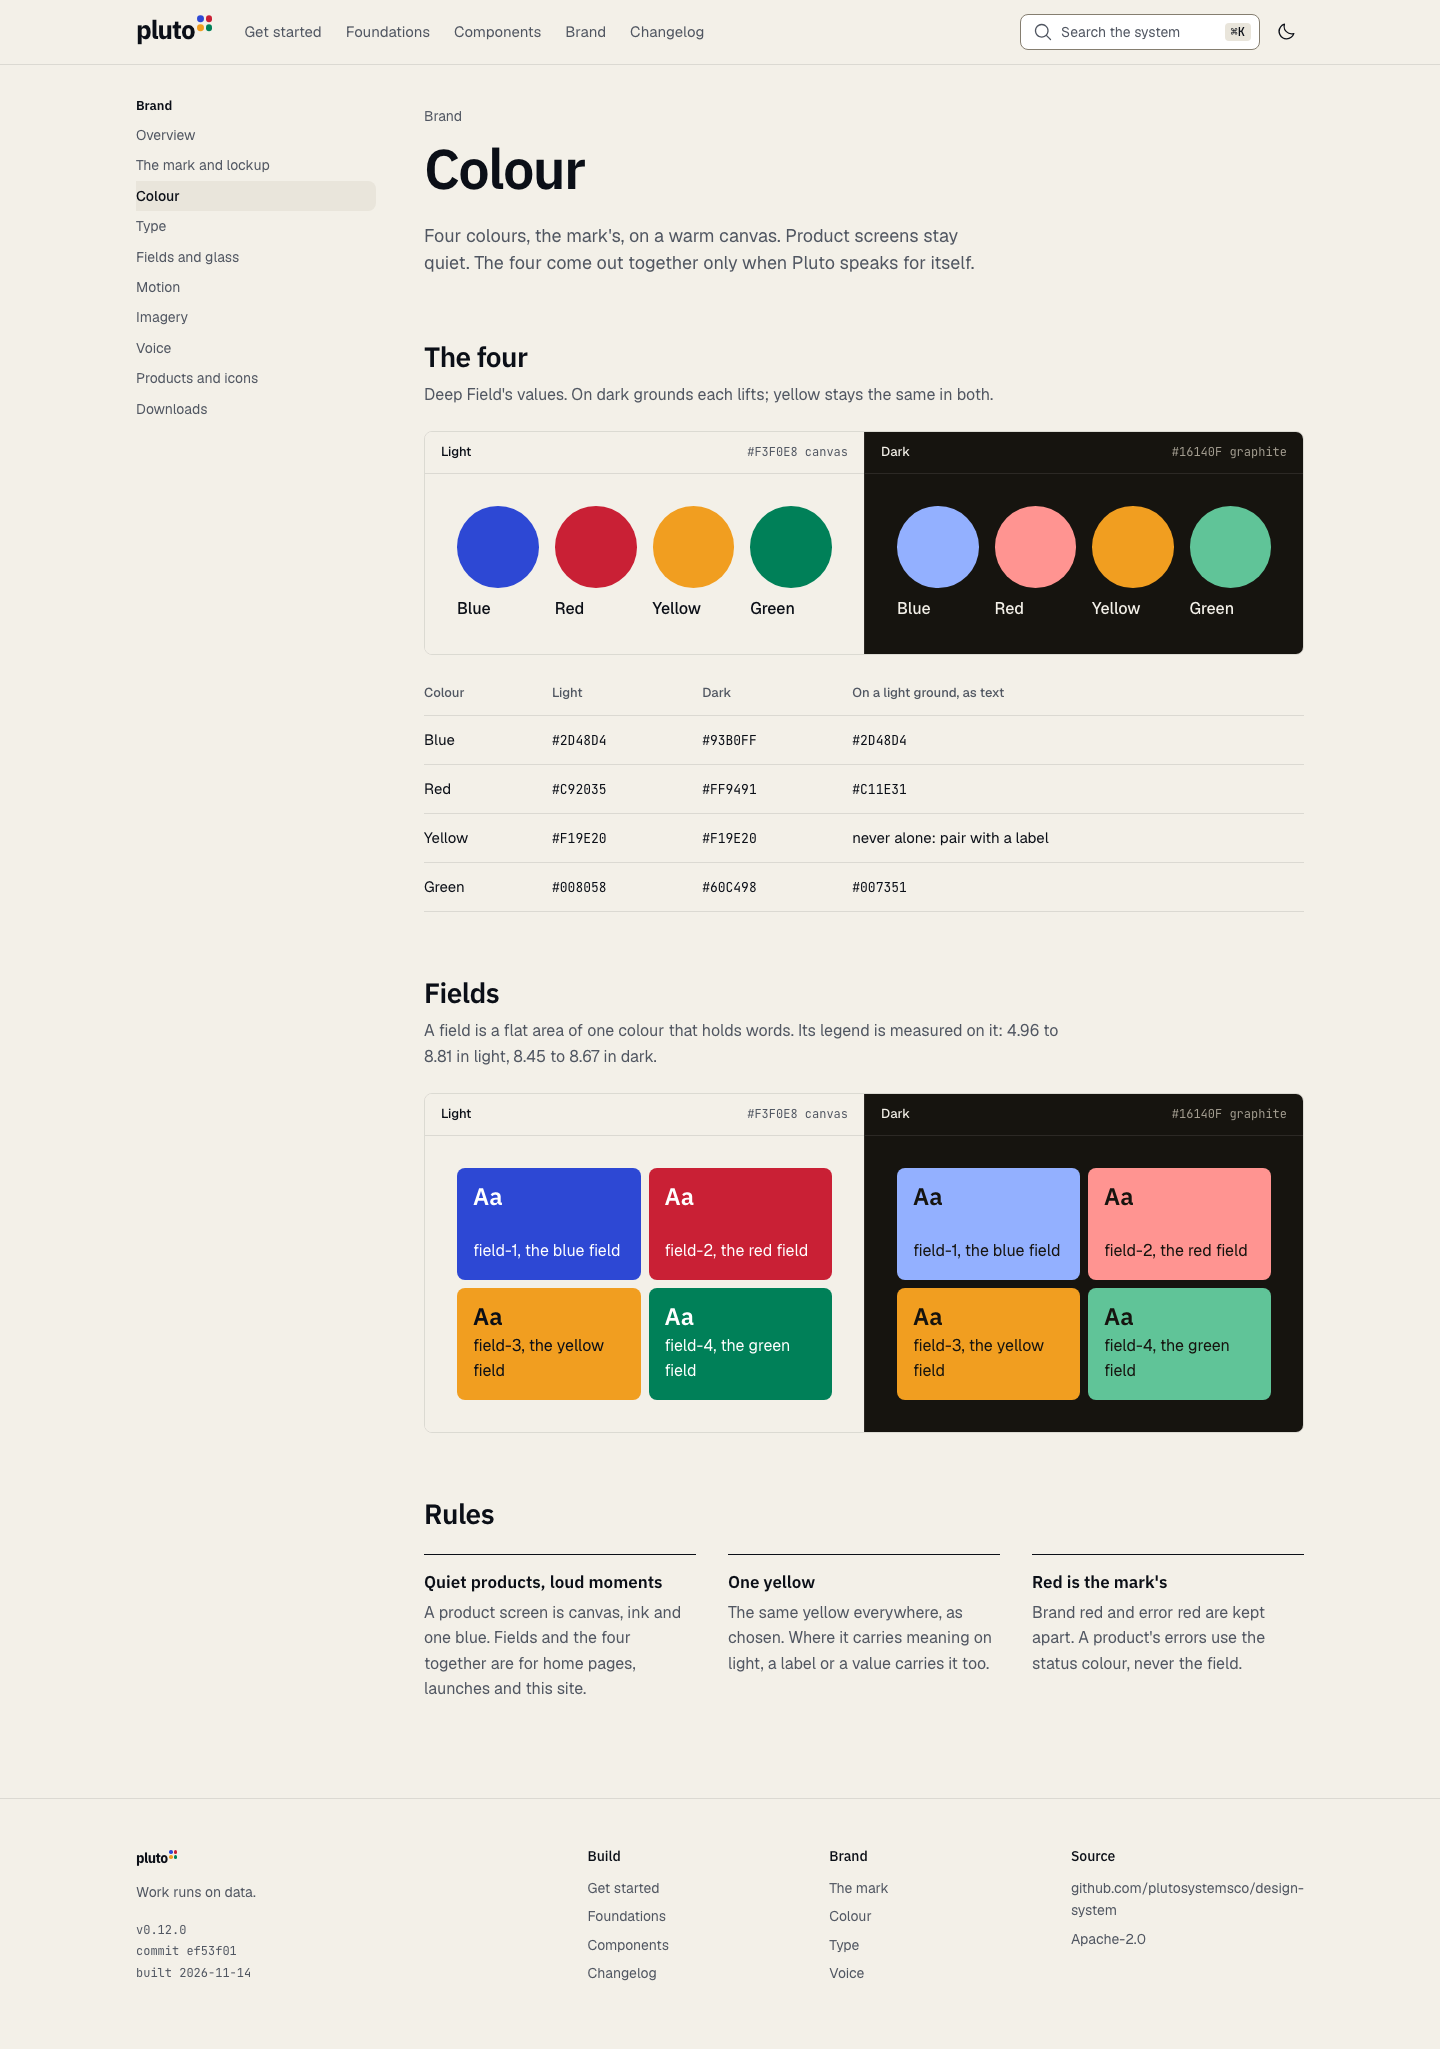 pluto
Get started
Foundations
Components
Brand
Changelog
Search the system
⌘K
Brand
Overview
The mark and lockup
Colour
Type
Fields and glass
Motion
Imagery
Voice
Products and icons
Downloads
Brand
Colour
Four colours, the mark's, on a warm canvas. Product screens stay
quiet. The four come out together only when Pluto speaks for itself.
The four
Deep Field's values. On dark grounds each lifts; yellow stays the same in both.
Light
#F3F0E8 canvas
Blue
Red
Yellow
Green
Dark
#16140F graphite
Blue
Red
Yellow
Green
Colour Light Dark On a light ground, as text
Blue #2D48D4 #93B0FF #2D48D4
Red #C92035 #FF9491 #C11E31
Yellow #F19E20 #F19E20 never alone: pair with a label
Green #008058 #60C498 #007351
Fields
A field is a flat area of one colour that holds words. Its legend is measured on it: 4.96 to
8.81 in light, 8.45 to 8.67 in dark.
Light
#F3F0E8 canvas
Aa
field-1, the blue field
Aa
field-2, the red field
Aa
field-3, the yellow
field
Aa
field-4, the green
field
Dark
#16140F graphite
Aa
field-1, the blue field
Aa
field-2, the red field
Aa
field-3, the yellow
field
Aa
field-4, the green
field
Rules
Quiet products, loud moments
A product screen is canvas, ink and
one blue. Fields and the four
together are for home pages,
launches and this site.
One yellow
The same yellow everywhere, as
chosen. Where it carries meaning on
light, a label or a value carries it too.
Red is the mark's
Brand red and error red are kept
apart. A product's errors use the
status colour, never the field.
pluto
Work runs on data.
v0.12.0
commit ef53f01
built 2026-11-14
Build
Get started
Foundations
Components
Changelog
Brand
The mark
Colour
Type
Voice
Source
github.com/plutosystemsco/design-
system
Apache-2.0